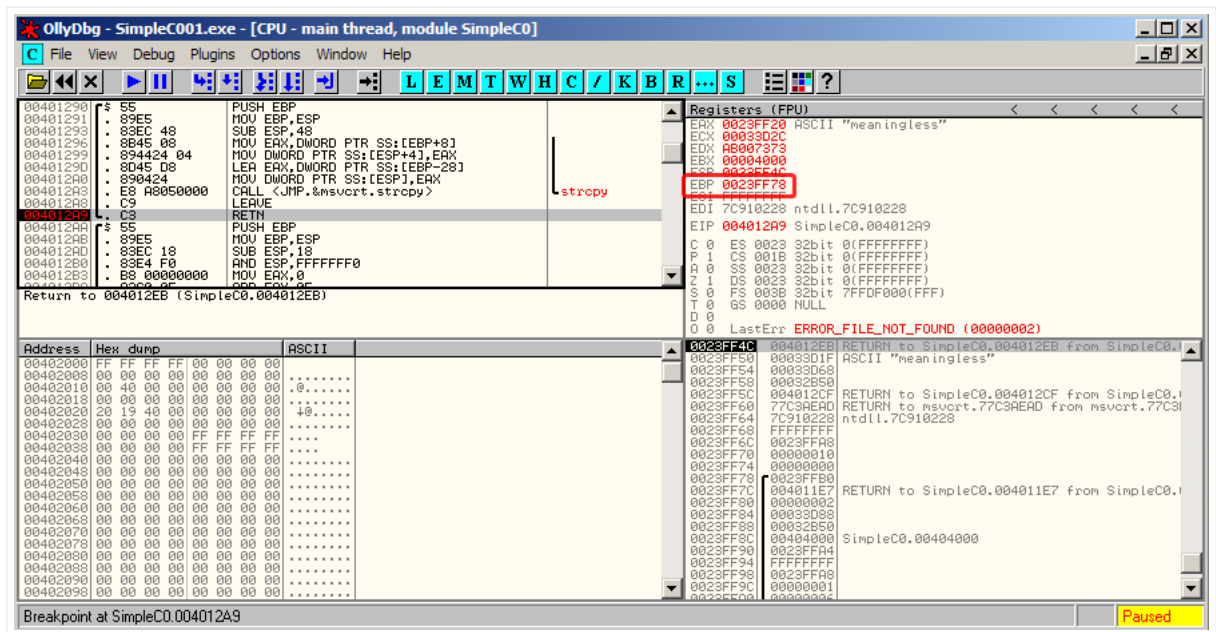 OllyDbg - SimpleC001.exe - [CPU - main thread, module SimpleC0]
C File View Debug Plugins Options Window Help
L E M T W H C / K B R ... S ?
00401290 $ 55 PUSH EBP
00401291 . 89E5 MOV EBP,ESP
00401293 . 83EC 48 SUB ESP,48
00401296 . 8B45 08 MOV EAX,DWORD PTR SS:[EBP+8]
00401299 . 894424 04 MOV DWORD PTR SS:[ESP+4],EAX
0040129D . 8D45 D8 LEA EAX,DWORD PTR SS:[EBP-28]
004012A0 . 890424 MOV DWORD PTR SS:[ESP],EAX
004012A3 . E8 A8050000 CALL <JMP.&msvcrt.strcpy> strcpy
004012A8 . C9 LEAVE
004012A9 . C3 RETN
004012AA $ 55 PUSH EBP
004012AB . 89E5 MOV EBP,ESP
004012AD . 83EC 18 SUB ESP,18
004012B0 . 83E4 F0 AND ESP,FFFFFFF0
004012B3 . B8 00000000 MOV EAX,0
Return to 004012EB (SimpleC0.004012EB)
Registers (FPU) < < < < <
EAX 0023FF20 ASCII "meaningless"
ECX 00033D2C
EDX AB007373
EBX 00004000
ESP 0023FF4C
EBP 0023FF78
ESI FFFFFFFF
EDI 7C910228 ntdll.7C910228
EIP 004012A9 SimpleC0.004012A9
C 0 ES 0023 32bit 0(FFFFFFFF)
P 1 CS 001B 32bit 0(FFFFFFFF)
A 0 SS 0023 32bit 0(FFFFFFFF)
Z 1 DS 0023 32bit 0(FFFFFFFF)
S 0 FS 003B 32bit 7FFDF000(FFF)
T 0 GS 0000 NULL
D 0
O 0 LastErr ERROR_FILE_NOT_FOUND (00000002)
Address Hex dump ASCII
00402000 FF FF FF FF 00 00 00 00 ........
00402008 00 00 00 00 00 00 00 00 ........
00402010 00 40 00 00 00 00 00 00 .@......
00402018 00 00 00 00 00 00 00 00 ........
00402020 20 19 40 00 00 00 00 00 ↓@.....
00402028 00 00 00 00 00 00 00 00 ........
00402030 00 00 00 00 FF FF FF FF ....
00402038 00 00 00 00 FF FF FF FF ....
00402040 00 00 00 00 00 00 00 00 ........
00402048 00 00 00 00 00 00 00 00 ........
00402050 00 00 00 00 00 00 00 00 ........
00402058 00 00 00 00 00 00 00 00 ........
00402060 00 00 00 00 00 00 00 00 ........
00402068 00 00 00 00 00 00 00 00 ........
00402070 00 00 00 00 00 00 00 00 ........
00402078 00 00 00 00 00 00 00 00 ........
00402080 00 00 00 00 00 00 00 00 ........
00402088 00 00 00 00 00 00 00 00 ........
00402090 00 00 00 00 00 00 00 00 ........
00402098 00 00 00 00 00 00 00 00 ........
0023FF4C 004012EB RETURN to SimpleC0.004012EB from SimpleC0.
0023FF50 00033D1F ASCII "meaningless"
0023FF54 00033D68
0023FF58 00032B50
0023FF5C 004012CF RETURN to SimpleC0.004012CF from SimpleC0.
0023FF60 77C3AEAD RETURN to msvcrt.77C3AEAD from msvcrt.77C3
0023FF64 7C910228 ntdll.7C910228
0023FF68 FFFFFFFF
0023FF6C 0023FFA8
0023FF70 00000010
0023FF74 00000000
0023FF78 0023FFB0
0023FF7C 004011E7 RETURN to SimpleC0.004011E7 from SimpleC0.
0023FF80 00000002
0023FF84 00033D88
0023FF88 00032B50
0023FF8C 00404000 SimpleC0.00404000
0023FF90 0023FFA4
0023FF94 FFFFFFFF
0023FF98 0023FFA8
0023FF9C 00000001
Breakpoint at SimpleC0.004012A9 Paused